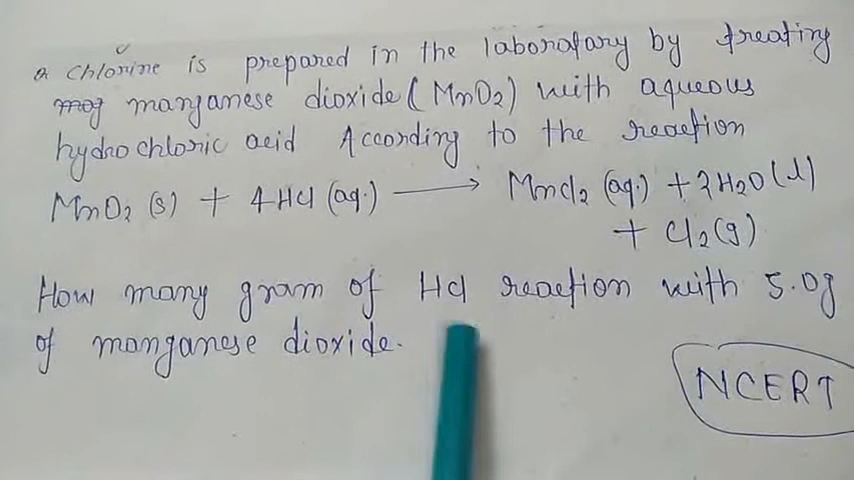 Q Chlorine is prepared in the laboratary by treating
manganese dioxide (MnO2) with aqueous
hydrochloric acid According to the reaction
MnO2 (s) + 4HCl (aq.) → Mncl2 (aq.) + 2H2O (l)
+ Cl2 (g)
How many gram of Hcl reaction with 5.0g
of manganese dioxide.
NCERT